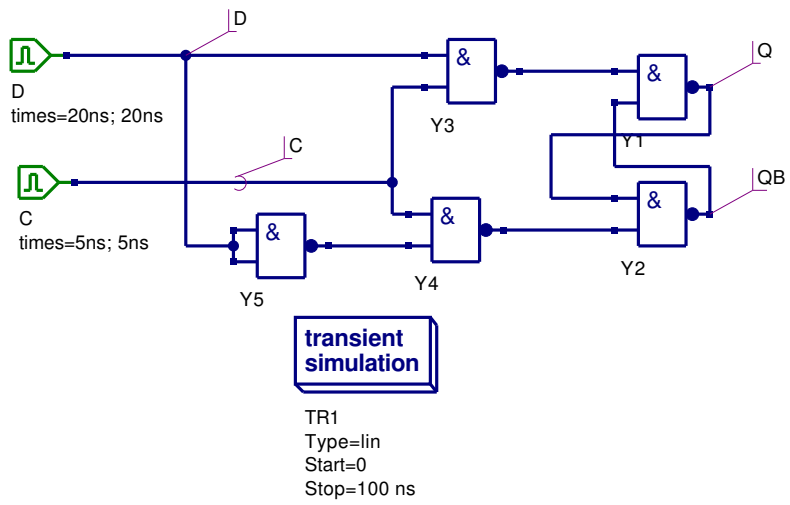 D
Q
&
&
D
times=20ns; 20ns
Y3
Y1
C
QB
&
&
C
times=5ns; 5ns
&
Y5
Y4
Y2
transient
simulation
TR1
Type=lin
Start=0
Stop=100 ns